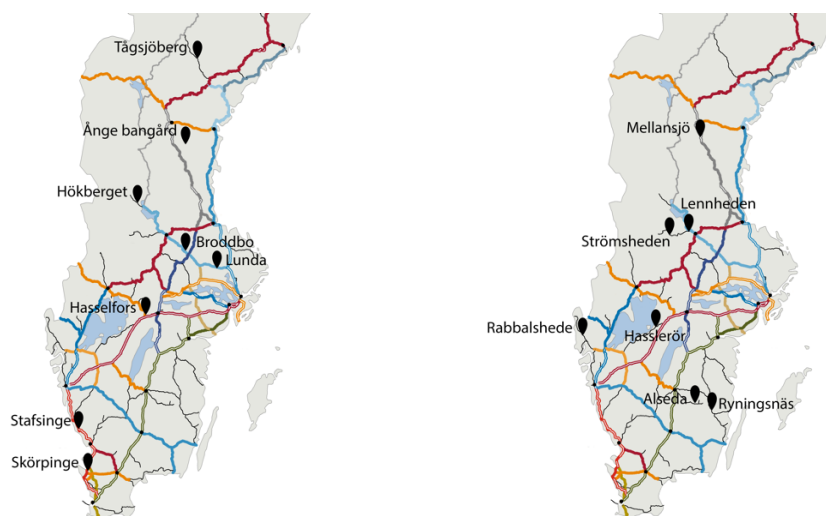 Tågsjöberg
Ånge bangård
Hökberget
Broddbo
Lunda
Hasselfors
Stafsinge
Skörpinge
Mellansjö
Lennheden
Strömsheden
Rabbalshede
Hasslerör
Alseda
Ryningsnäs